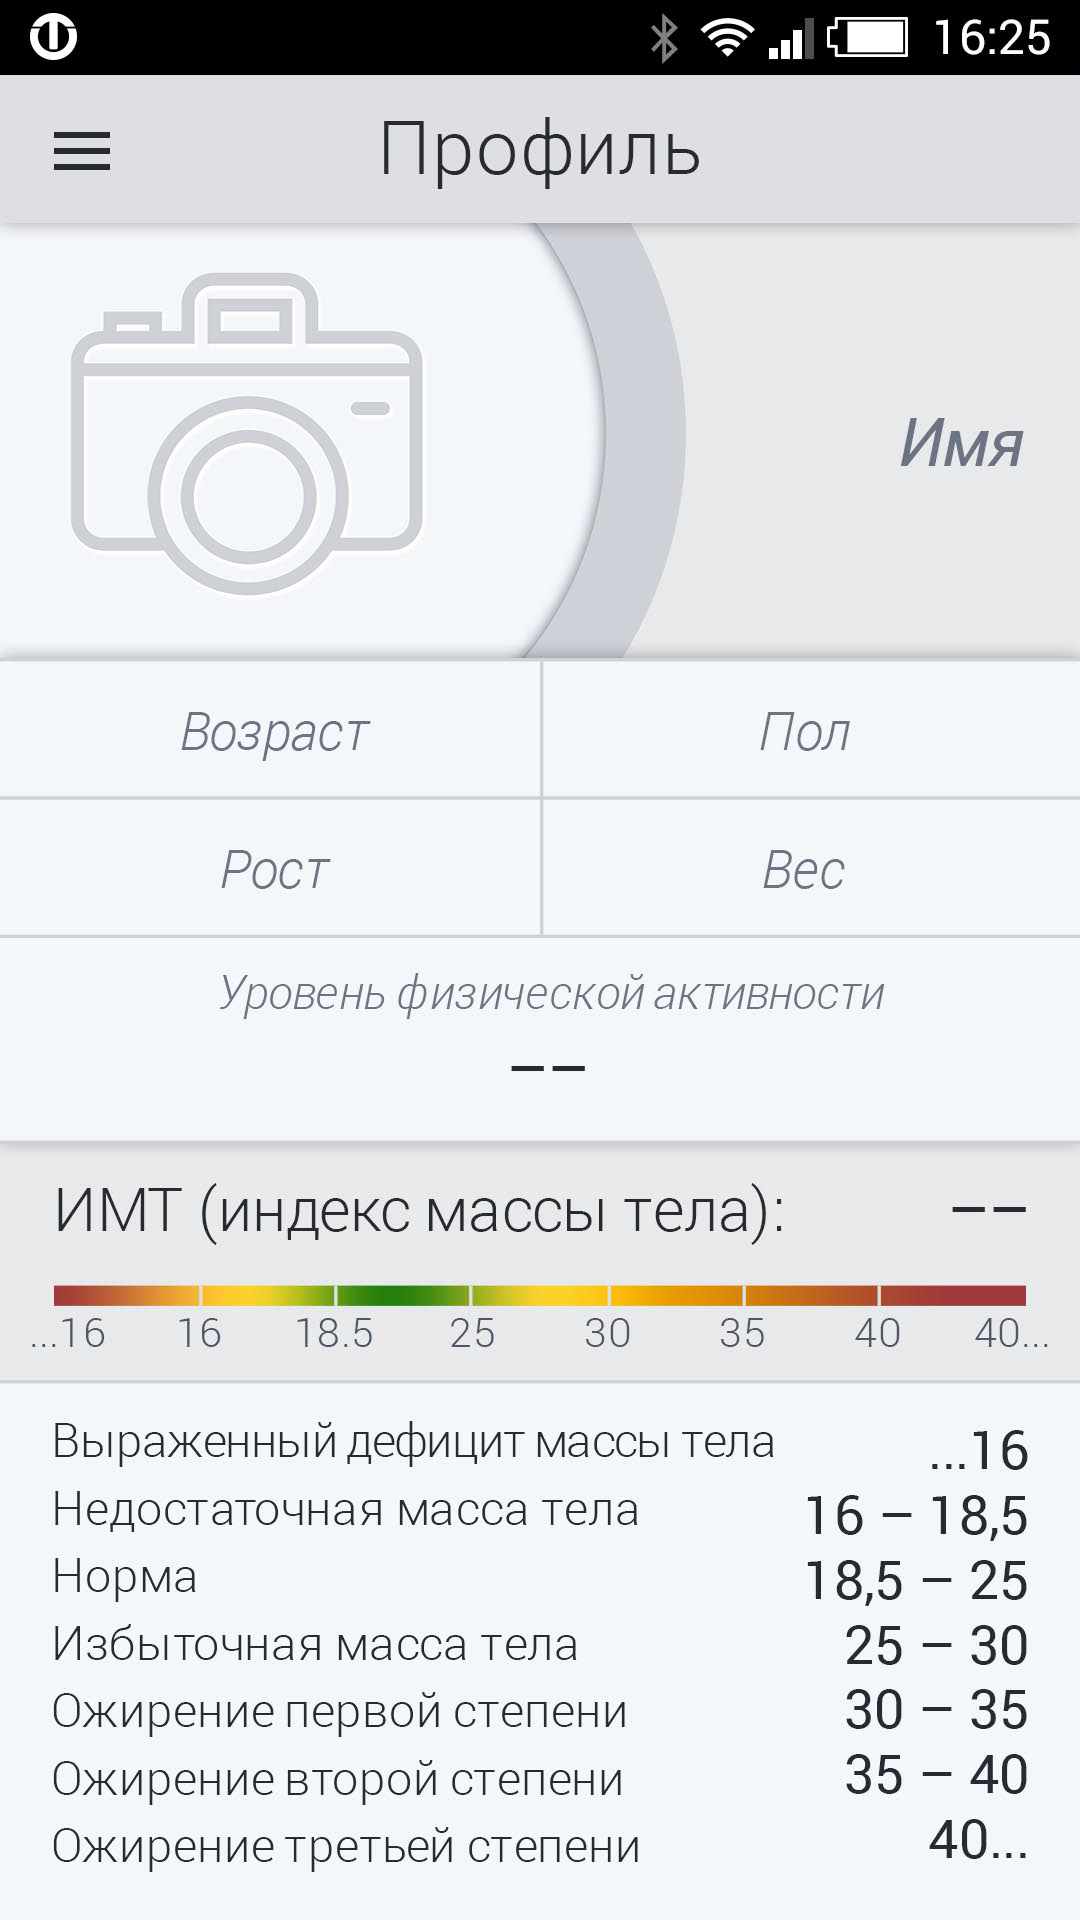 16:25
Профиль
Имя
Возраст Пол
Рост Вес
Уровень физической активности
– –
ИМТ (индекс массы тела): – –
...16 16 18.5 25 30 35 40 40...
Выраженный дефицит массы тела ...16
Недостаточная масса тела 16 – 18,5
Норма 18,5 – 25
Избыточная масса тела 25 – 30
Ожирение первой степени 30 – 35
Ожирение второй степени 35 – 40
Ожирение третьей степени 40...